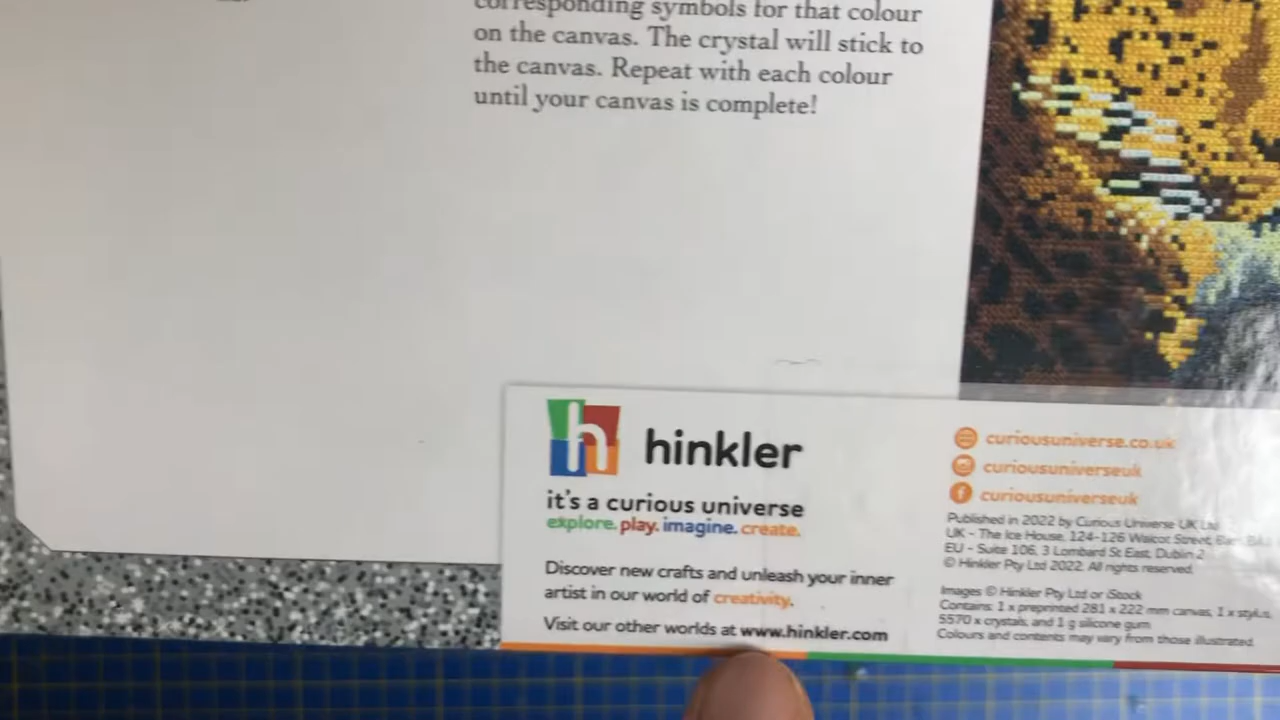 corresponding symbols for that colour
on the canvas. The crystal will stick to
the canvas. Repeat with each colour
until your canvas is complete!
h hinkler
it's a curious universe
explore. play. imagine. create.
Discover new crafts and unleash your inner
artist in our world of creativity.
Visit our other worlds at www.hinkler.com
curiousuniverse.co.uk
curiousuniverseuk
f curiousuniverseuk
Published in 2022 by Curious Universe UK Ltd
UK - The Ice House, 124-126 Walcot Street,
EU - Suite 106, 3 Lombard St East, Dublin 2
© Hinkler Pty Ltd 2022. All rights reserved.
Images © Hinkler Pty Ltd or iStock
Contains: 1 x preprinted 281 x 222 mm canvas, 1 x stylus,
5570 x crystals, and 1 g silicone gum
Colours and contents may vary from those illustrated.